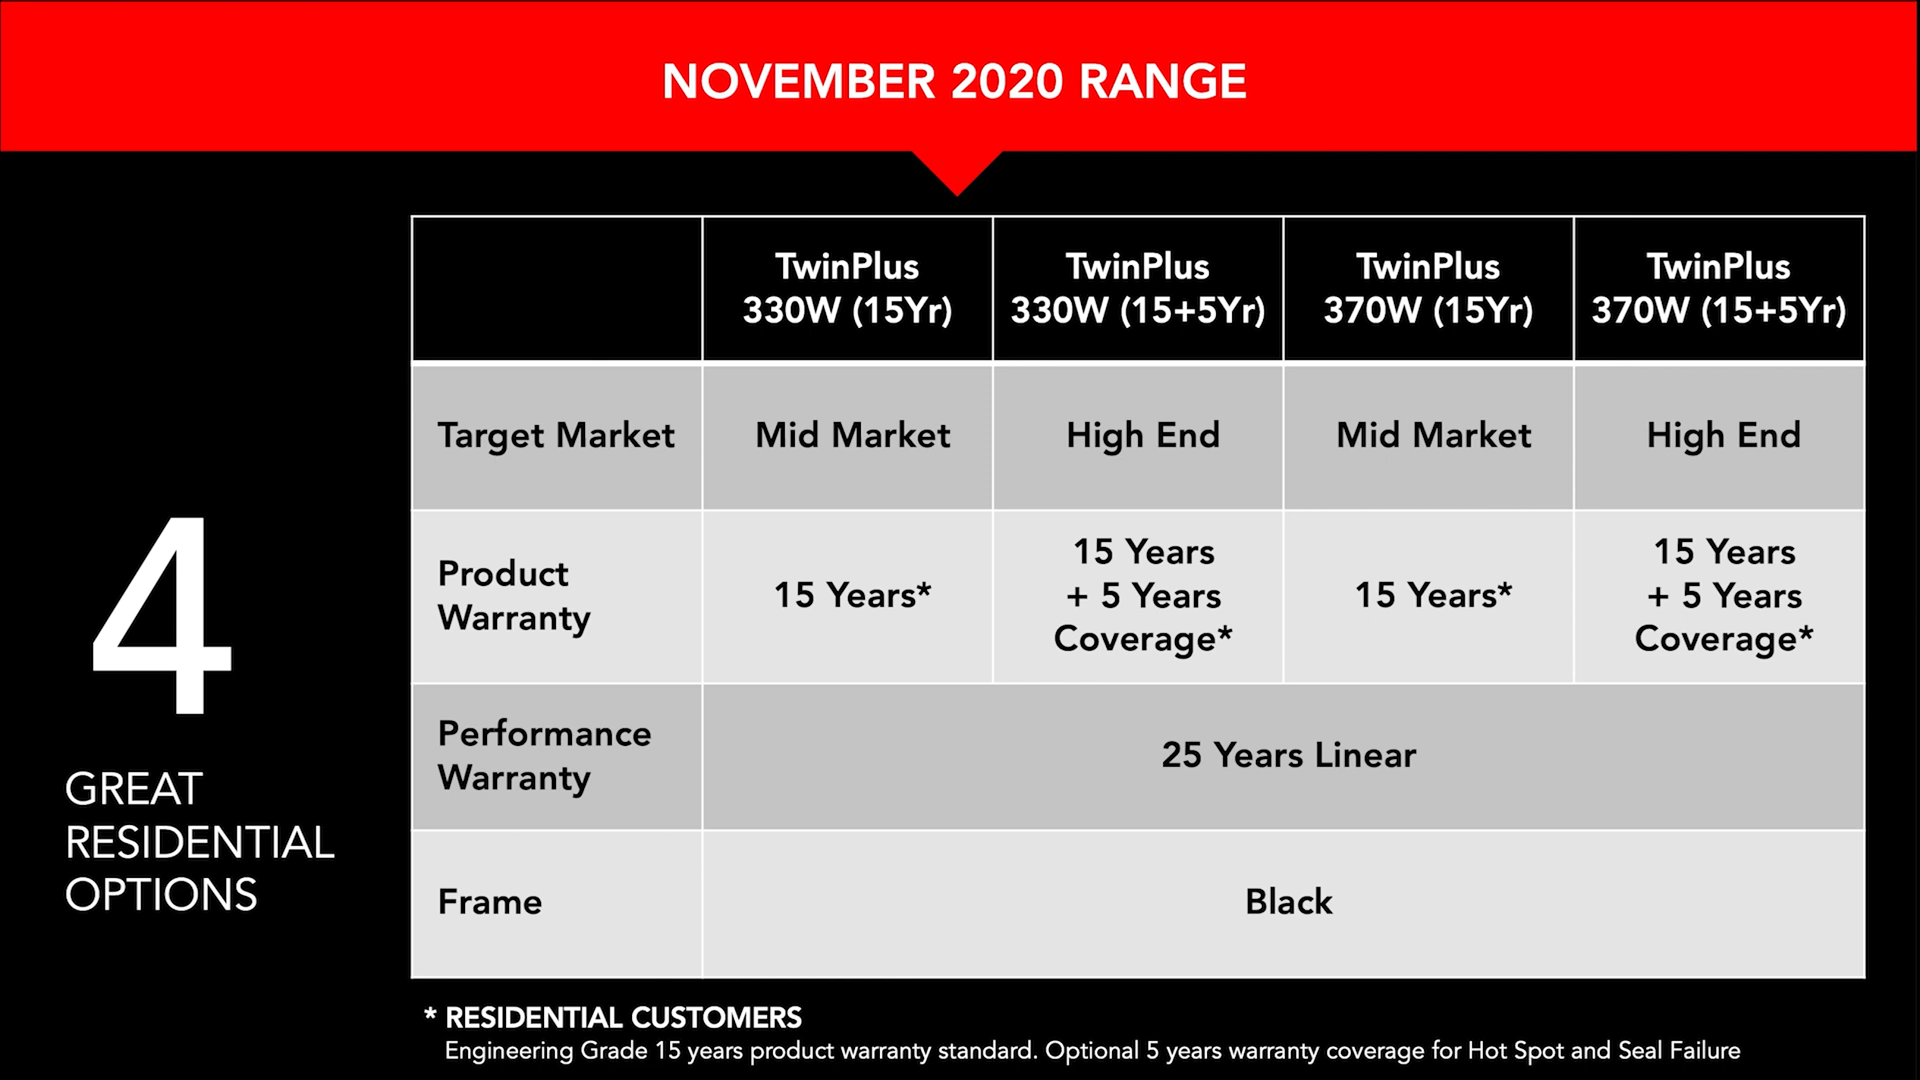 NOVEMBER 2020 RANGE
4
GREAT
RESIDENTIAL
OPTIONS
TwinPlus
330W (15Yr)
TwinPlus
330W (15+5Yr)
TwinPlus
370W (15Yr)
TwinPlus
370W (15+5Yr)
Target Market
Mid Market
High End
Mid Market
High End
Product
Warranty
15 Years*
15 Years
+ 5 Years
Coverage*
15 Years*
15 Years
+ 5 Years
Coverage*
Performance
Warranty
25 Years Linear
Frame
Black
* RESIDENTIAL CUSTOMERS
Engineering Grade 15 years product warranty standard. Optional 5 years warranty coverage for Hot Spot and Seal Failure